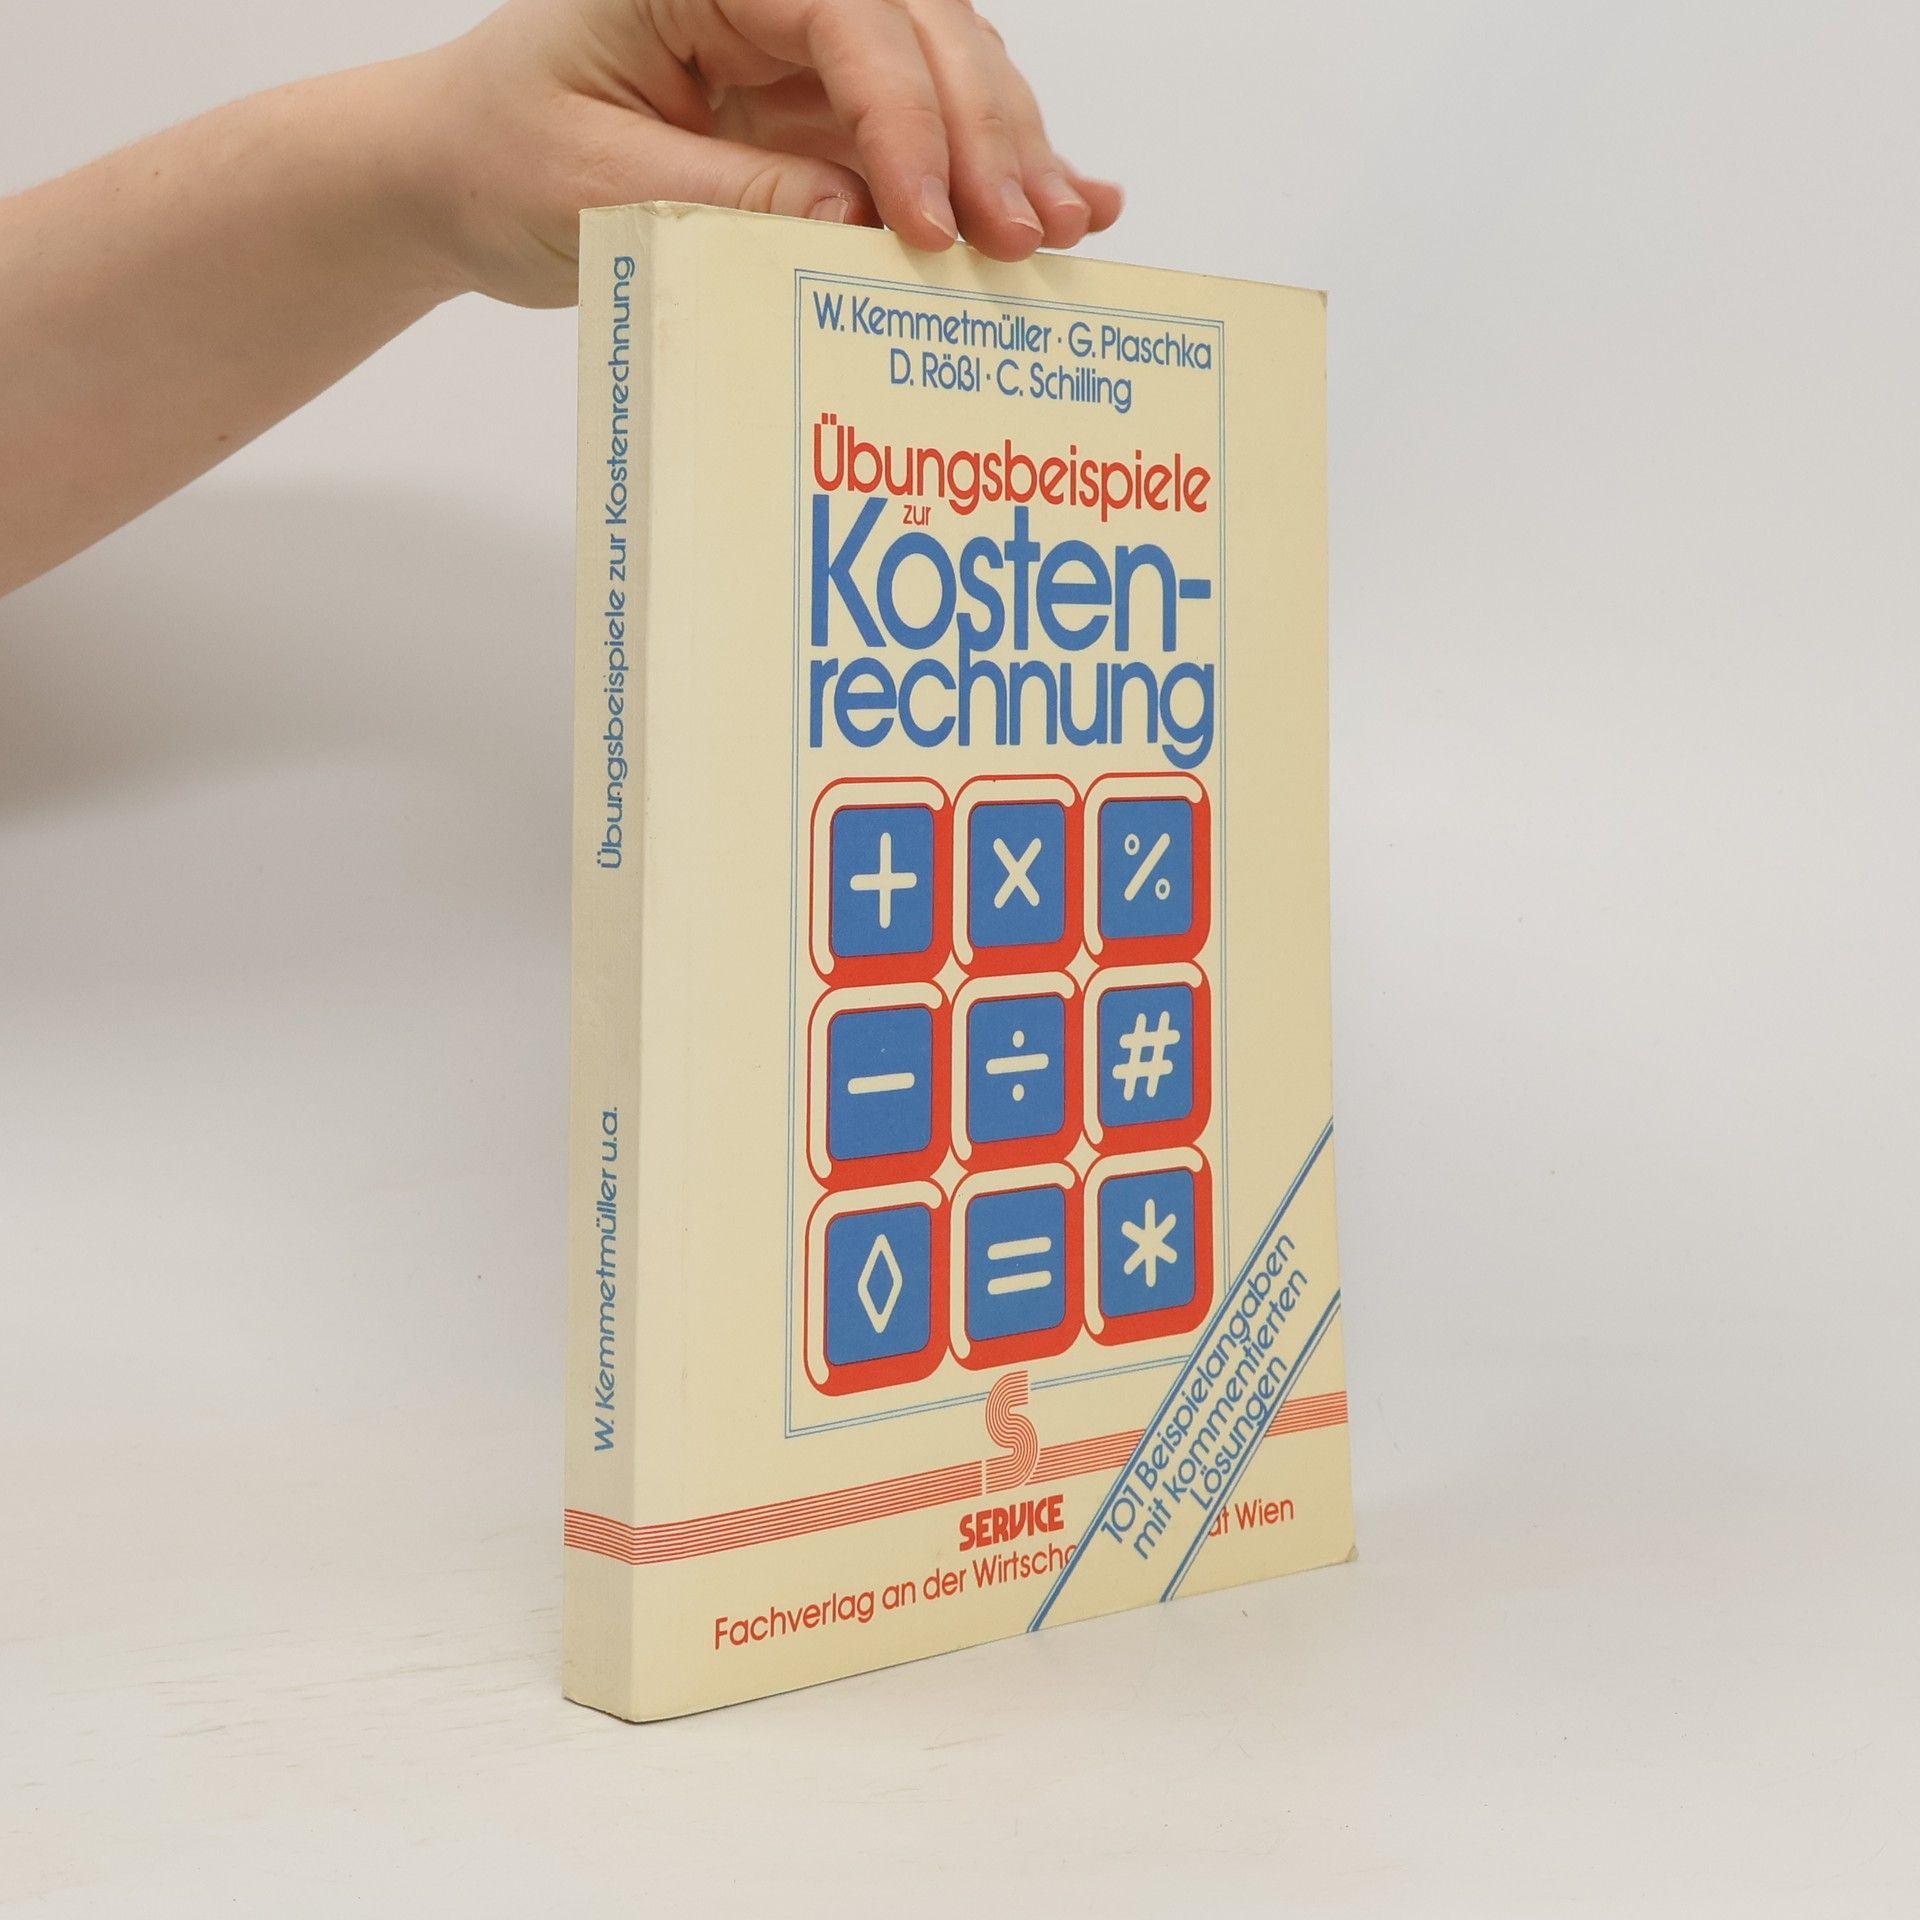 W. Kemmetmüller · G. Plaschka
D. Rößl · C. Schilling
Übungsbeispiele
zur
Kosten-
rechnung
+ × %
− ÷ #
◊ = *
S
SERVICE
Fachverlag an der Wirtscha
at Wien
101 Beispielangaben
mit kommentierten
Lösungen
Übungsbeispiele zur Kostenrechnung
W. Kemmetmüller u.a.